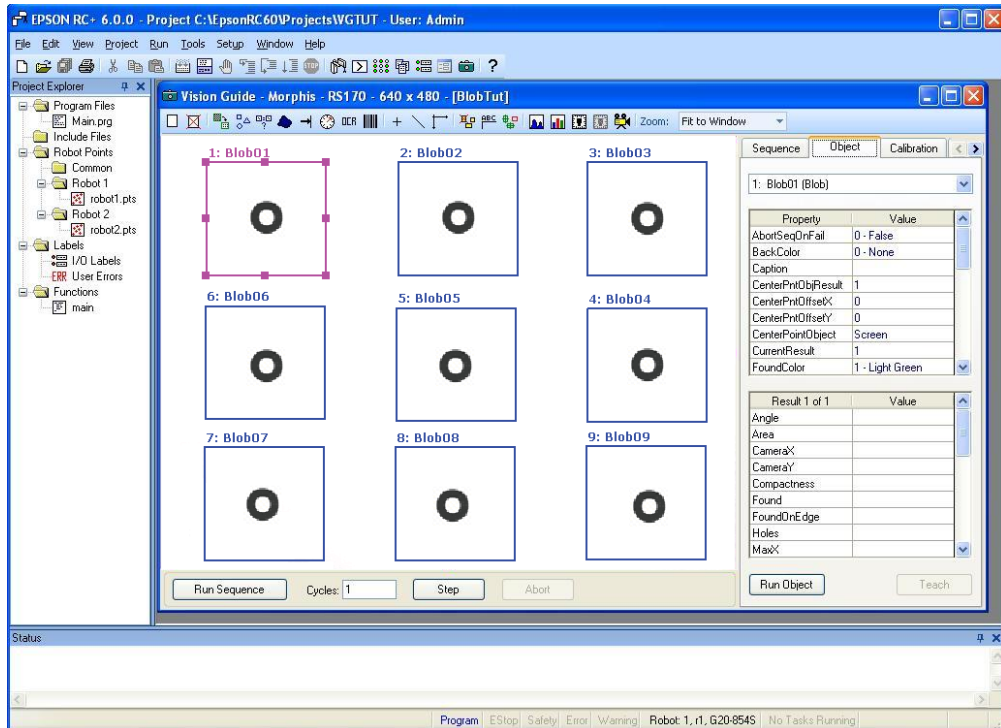 EPSON RC+ 6.0.0 - Project C:\EpsonRC60\Projects\WGTUT - User: Admin
File Edit View Project Run Tools Setup Window Help
Project Explorer
Program Files
Main.prg
Include Files
Robot Points
Common
Robot 1
robot1.pts
Robot 2
robot2.pts
Labels
I/O Labels
ERR User Errors
Functions
main
Vision Guide - Morphis - RS170 - 640 x 480 - [BlobTut]
OCR ABC Zoom: Fit to Window
1: Blob01 2: Blob02 3: Blob03
6: Blob06 5: Blob05 4: Blob04
7: Blob07 8: Blob08 9: Blob09
Run Sequence Cycles: 1 Step Abort
Sequence Object Calibration
1: Blob01 (Blob)
Property Value
AbortSeqOnFail 0 - False
BackColor 0 - None
Caption
CenterPntObjResult 1
CenterPntOffsetX 0
CenterPntOffsetY 0
CenterPointObject Screen
CurrentResult 1
FoundColor 1 - Light Green
Result 1 of 1 Value
Angle
Area
CameraX
CameraY
Compactness
Found
FoundOnEdge
Holes
MaxX
Run Object Teach
Status
Program EStop Safety Error Warning Robot: 1, r1, G20-854S No Tasks Running